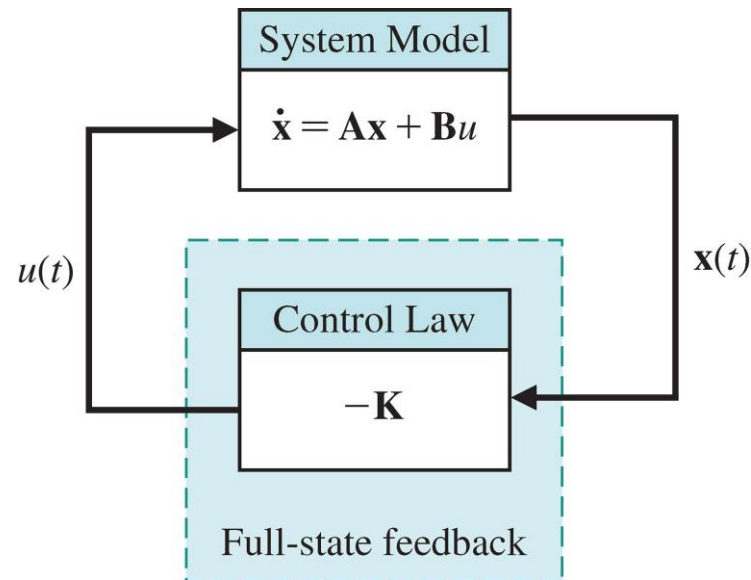 System Model
ẋ = Ax + Bu
u(t)
x(t)
Control Law
−K
Full-state feedback